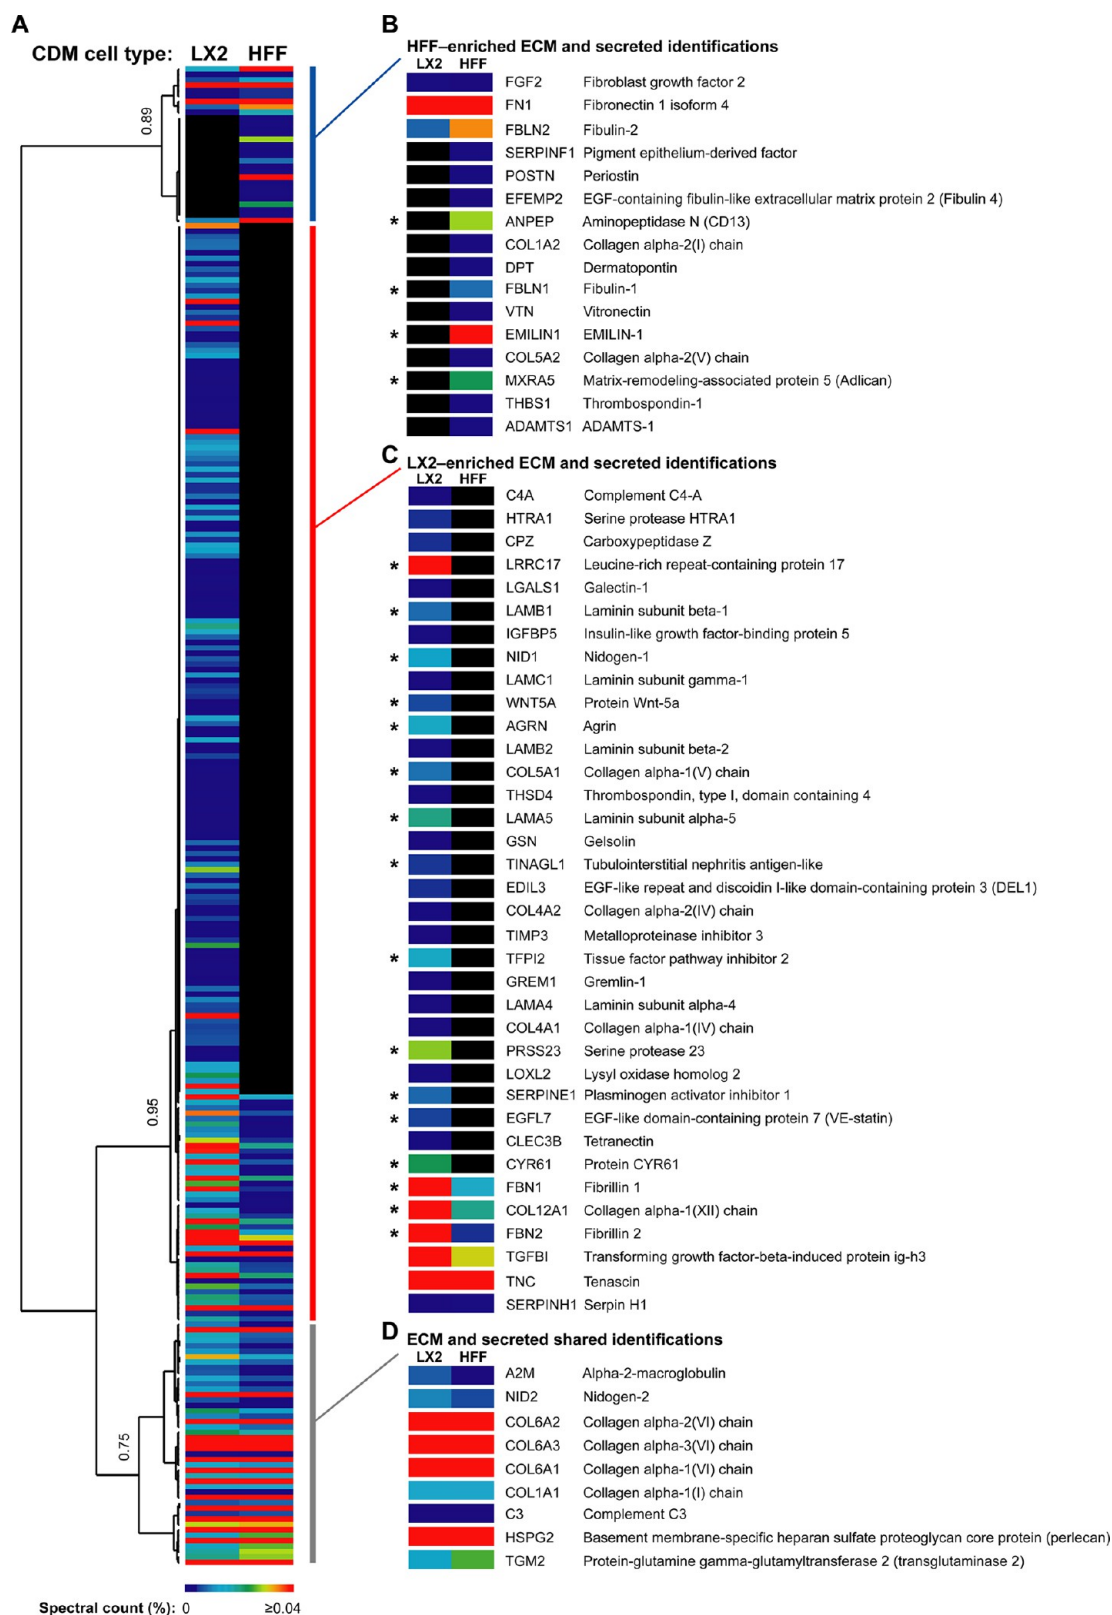 A
CDM cell type: LX2 HFF
0.89
0.95
0.75
Spectral count (%): 0 ≥0.04
B
HFF–enriched ECM and secreted identifications
LX2 HFF
FGF2 Fibroblast growth factor 2
FN1 Fibronectin 1 isoform 4
FBLN2 Fibulin-2
SERPINF1 Pigment epithelium-derived factor
POSTN Periostin
EFEMP2 EGF-containing fibulin-like extracellular matrix protein 2 (Fibulin 4)
* ANPEP Aminopeptidase N (CD13)
COL1A2 Collagen alpha-2(I) chain
DPT Dermatopontin
* FBLN1 Fibulin-1
VTN Vitronectin
* EMILIN1 EMILIN-1
COL5A2 Collagen alpha-2(V) chain
* MXRA5 Matrix-remodeling-associated protein 5 (Adlican)
THBS1 Thrombospondin-1
ADAMTS1 ADAMTS-1
C
LX2–enriched ECM and secreted identifications
LX2 HFF
C4A Complement C4-A
HTRA1 Serine protease HTRA1
CPZ Carboxypeptidase Z
* LRRC17 Leucine-rich repeat-containing protein 17
LGALS1 Galectin-1
* LAMB1 Laminin subunit beta-1
IGFBP5 Insulin-like growth factor-binding protein 5
* NID1 Nidogen-1
LAMC1 Laminin subunit gamma-1
* WNT5A Protein Wnt-5a
* AGRN Agrin
LAMB2 Laminin subunit beta-2
* COL5A1 Collagen alpha-1(V) chain
THSD4 Thrombospondin, type I, domain containing 4
* LAMA5 Laminin subunit alpha-5
GSN Gelsolin
* TINAGL1 Tubulointerstitial nephritis antigen-like
EDIL3 EGF-like repeat and discoidin I-like domain-containing protein 3 (DEL1)
COL4A2 Collagen alpha-2(IV) chain
TIMP3 Metalloproteinase inhibitor 3
* TFPI2 Tissue factor pathway inhibitor 2
GREM1 Gremlin-1
LAMA4 Laminin subunit alpha-4
COL4A1 Collagen alpha-1(IV) chain
* PRSS23 Serine protease 23
LOXL2 Lysyl oxidase homolog 2
* SERPINE1 Plasminogen activator inhibitor 1
* EGFL7 EGF-like domain-containing protein 7 (VE-statin)
CLEC3B Tetranectin
* CYR61 Protein CYR61
* FBN1 Fibrillin 1
* COL12A1 Collagen alpha-1(XII) chain
* FBN2 Fibrillin 2
TGFBI Transforming growth factor-beta-induced protein ig-h3
TNC Tenascin
SERPINH1 Serpin H1
D
ECM and secreted shared identifications
LX2 HFF
A2M Alpha-2-macroglobulin
NID2 Nidogen-2
COL6A2 Collagen alpha-2(VI) chain
COL6A3 Collagen alpha-3(VI) chain
COL6A1 Collagen alpha-1(VI) chain
COL1A1 Collagen alpha-1(I) chain
C3 Complement C3
HSPG2 Basement membrane-specific heparan sulfate proteoglycan core protein (perlecan)
TGM2 Protein-glutamine gamma-glutamyltransferase 2 (transglutaminase 2)